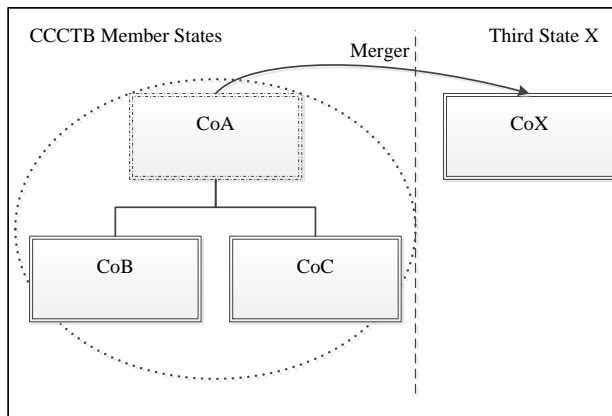 CCCTB Member States
Third State X
Merger
CoA
CoX
CoB
CoC